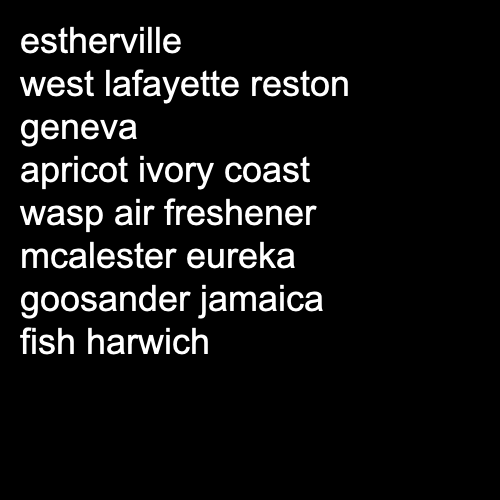 estherville
west lafayette reston
geneva
apricot ivory coast
wasp air freshener
mcalester eureka
goosander jamaica
fish harwich